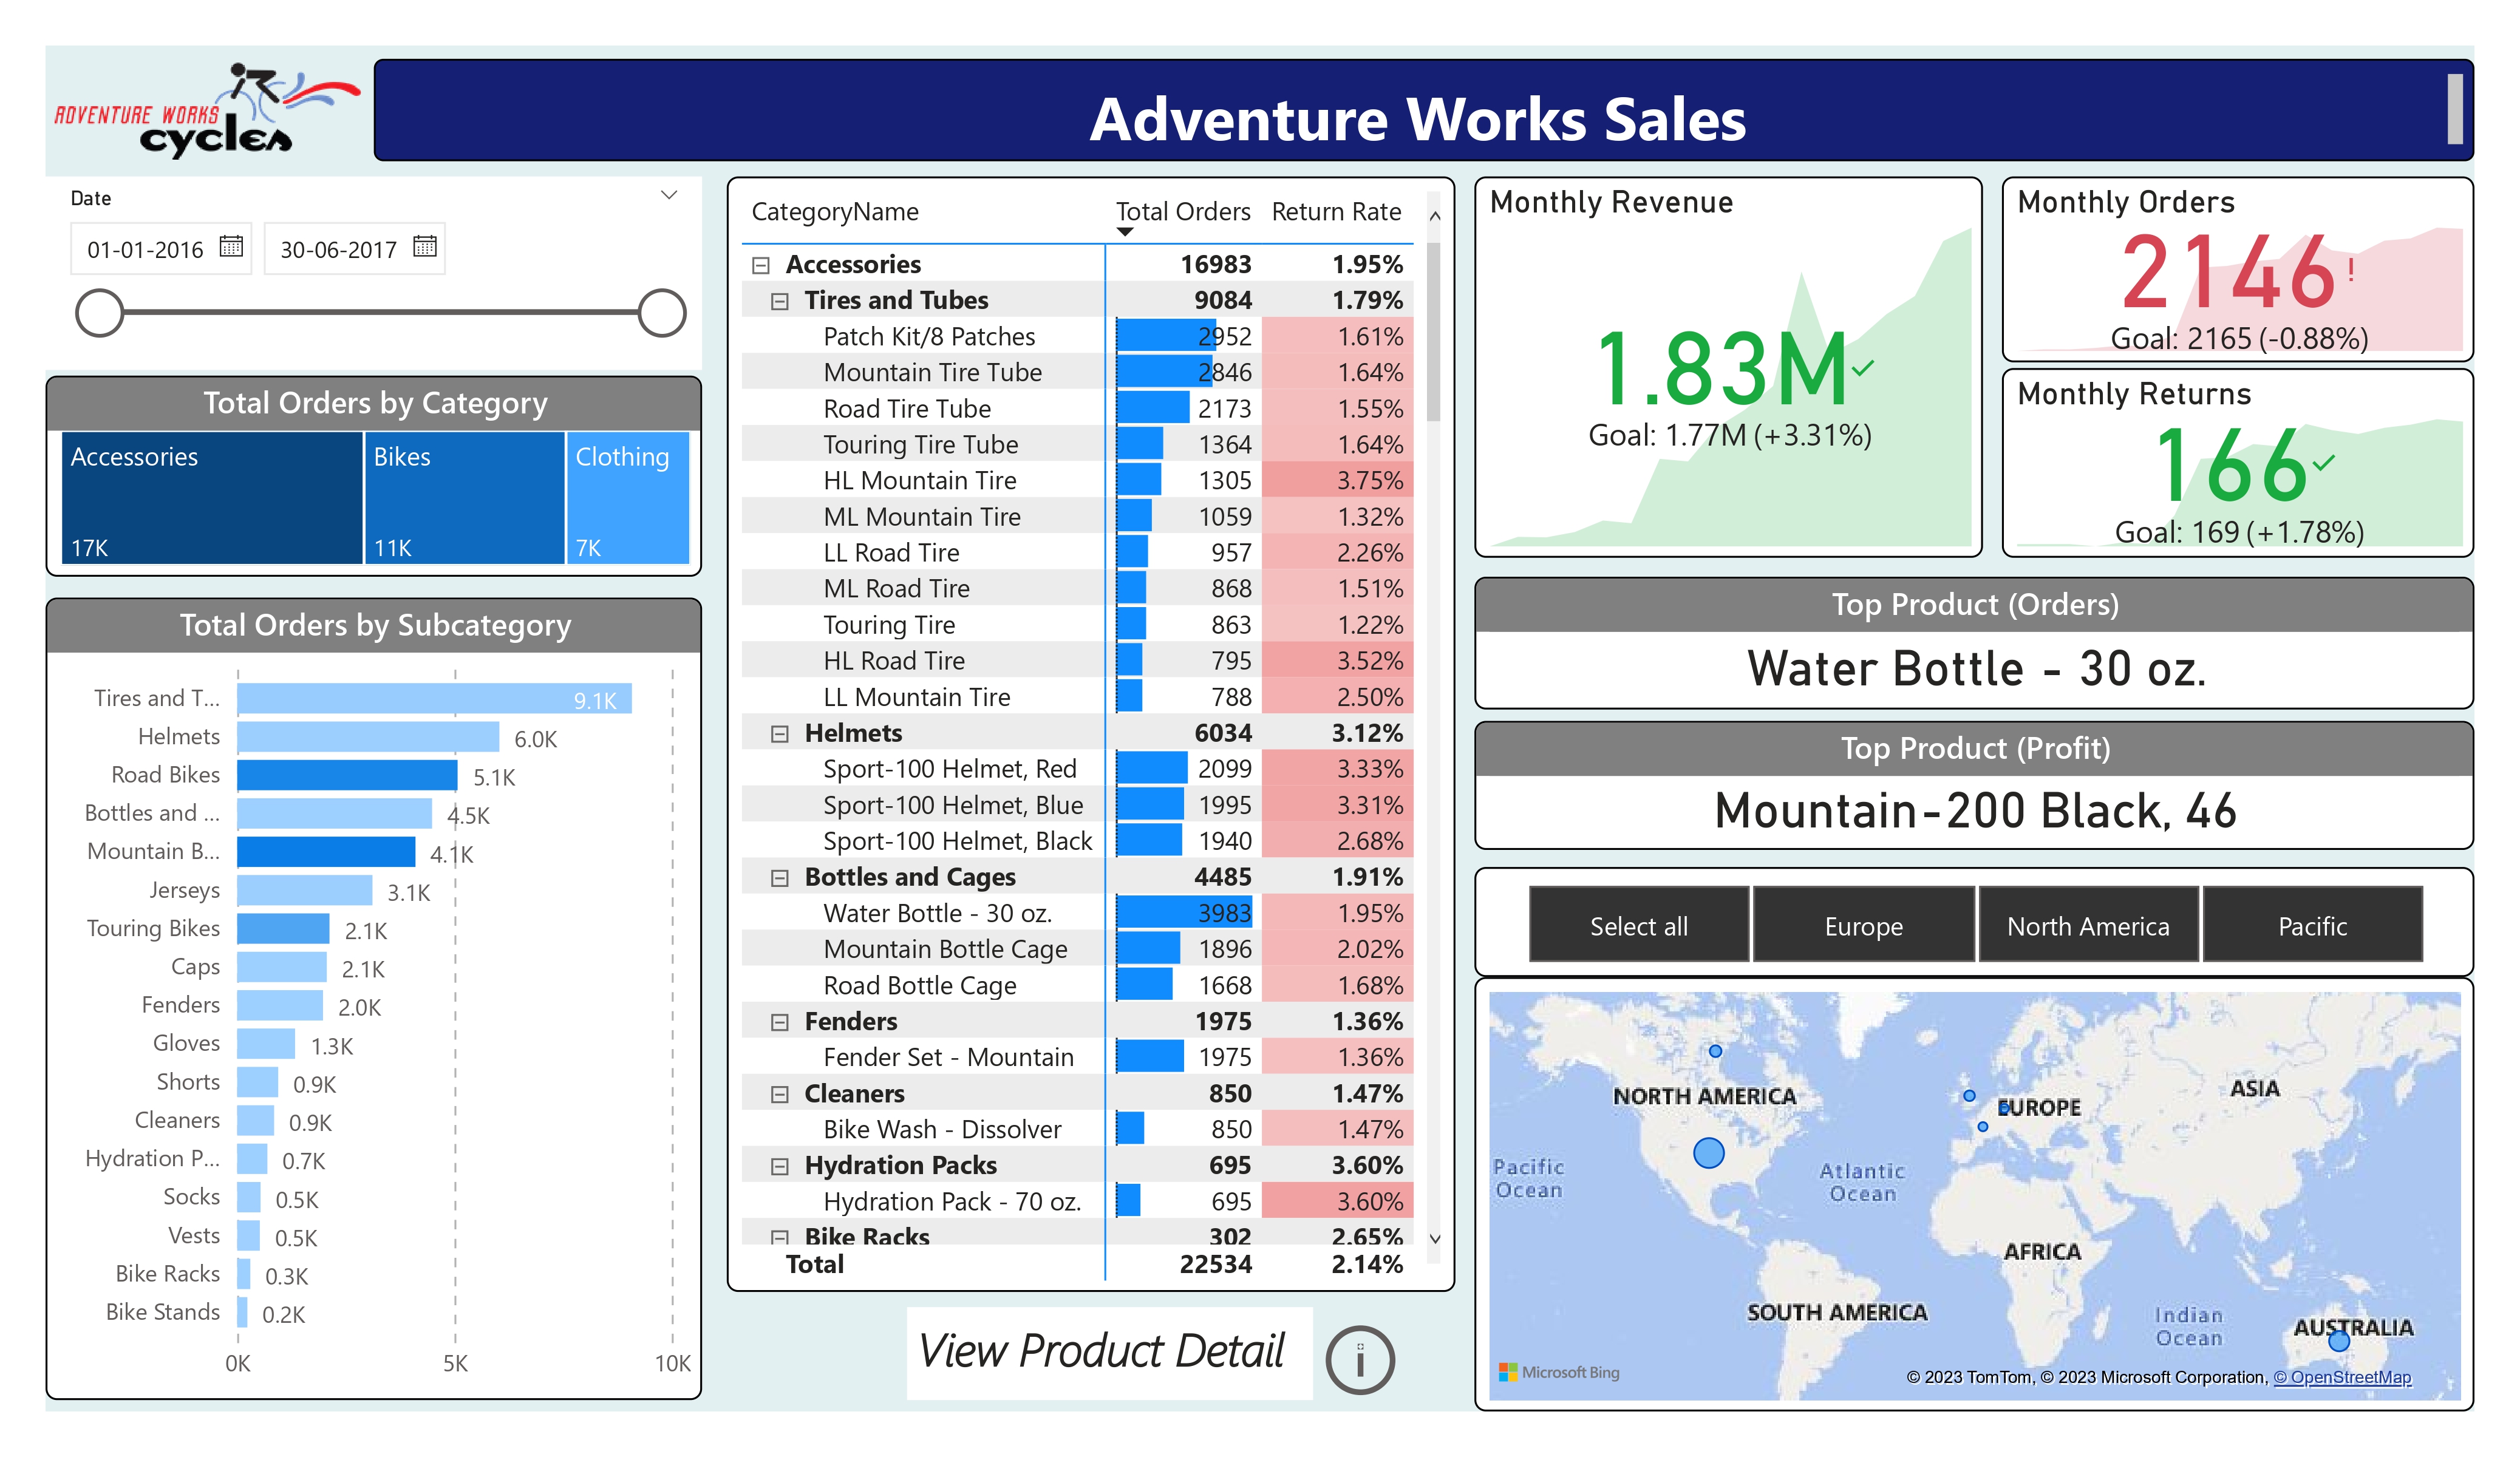 ADVENTURE WORKS
cycles
Adventure Works Sales
Date
01-01-2016
30-06-2017
Total Orders by Category
Accessories
Bikes
Clothing
17K
11K
7K
Total Orders by Subcategory
Tires and T... 9.1K
Helmets 6.0K
Road Bikes 5.1K
Bottles and ... 4.5K
Mountain B... 4.1K
Jerseys 3.1K
Touring Bikes 2.1K
Caps 2.1K
Fenders 2.0K
Gloves 1.3K
Shorts 0.9K
Cleaners 0.9K
Hydration P... 0.7K
Socks 0.5K
Vests 0.5K
Bike Racks 0.3K
Bike Stands 0.2K
0K 5K 10K
CategoryName Total Orders Return Rate
Accessories 16983 1.95%
Tires and Tubes 9084 1.79%
Patch Kit/8 Patches 2952 1.61%
Mountain Tire Tube 2846 1.64%
Road Tire Tube 2173 1.55%
Touring Tire Tube 1364 1.64%
HL Mountain Tire 1305 3.75%
ML Mountain Tire 1059 1.32%
LL Road Tire 957 2.26%
ML Road Tire 868 1.51%
Touring Tire 863 1.22%
HL Road Tire 795 3.52%
LL Mountain Tire 788 2.50%
Helmets 6034 3.12%
Sport-100 Helmet, Red 2099 3.33%
Sport-100 Helmet, Blue 1995 3.31%
Sport-100 Helmet, Black 1940 2.68%
Bottles and Cages 4485 1.91%
Water Bottle - 30 oz. 3983 1.95%
Mountain Bottle Cage 1896 2.02%
Road Bottle Cage 1668 1.68%
Fenders 1975 1.36%
Fender Set - Mountain 1975 1.36%
Cleaners 850 1.47%
Bike Wash - Dissolver 850 1.47%
Hydration Packs 695 3.60%
Hydration Pack - 70 oz. 695 3.60%
Bike Racks 302 2.65%
Total 22534 2.14%
View Product Detail
i
Monthly Revenue
1.83M
Goal: 1.77M (+3.31%)
Monthly Orders
2146!
Goal: 2165 (-0.88%)
Monthly Returns
166
Goal: 169 (+1.78%)
Top Product (Orders)
Water Bottle - 30 oz.
Top Product (Profit)
Mountain-200 Black, 46
Select all
Europe
North America
Pacific
NORTH AMERICA
EUROPE
ASIA
Pacific
Ocean
Atlantic
Ocean
AFRICA
SOUTH AMERICA
Indian
Ocean
AUSTRALIA
Microsoft Bing
© 2023 TomTom, © 2023 Microsoft Corporation, © OpenStreetMap